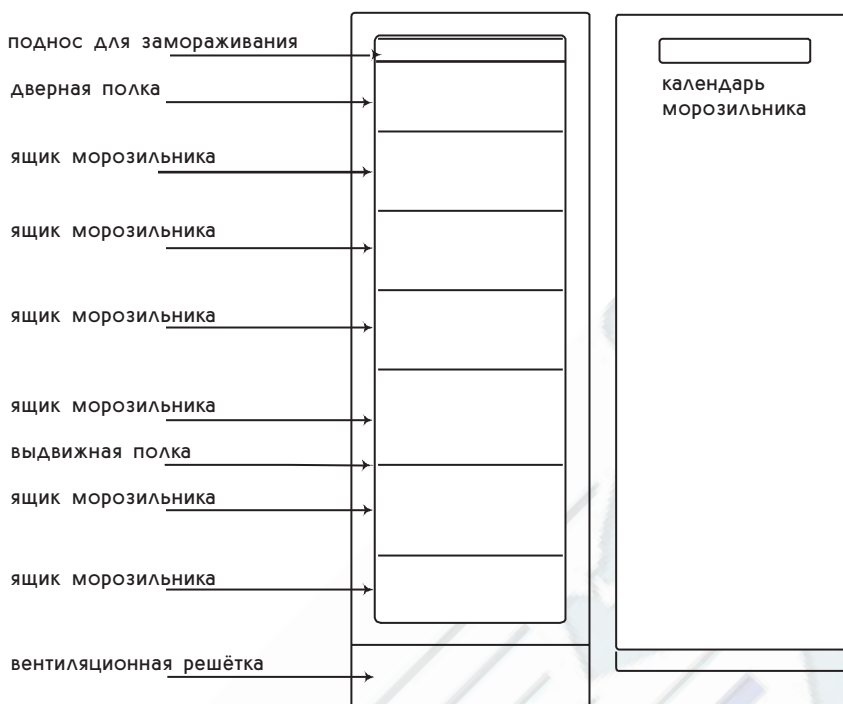 поднос для замораживания
дверная полка
ящик морозильника
ящик морозильника
ящик морозильника
ящик морозильника
выдвижная полка
ящик морозильника
ящик морозильника
вентиляционная решётка
календарь
морозильника